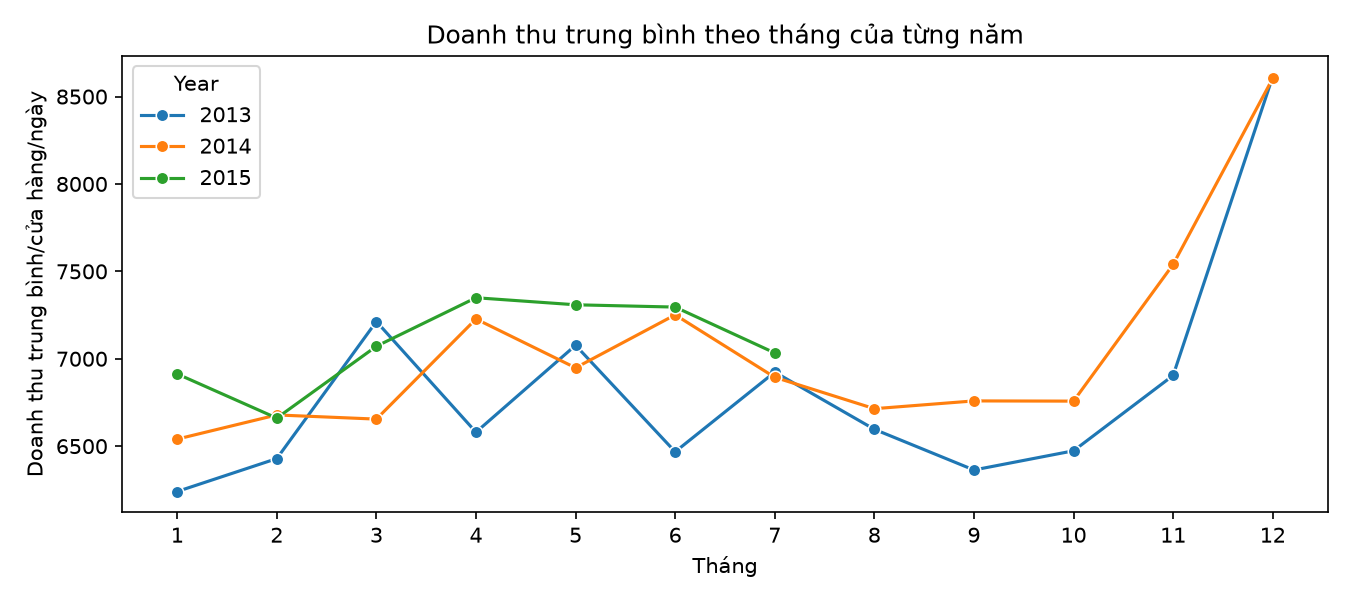 Doanh thu trung bình theo tháng của từng năm
Doanh thu trung bình/cửa hàng/ngày
8500
8000
7500
7000
6500
Year
2013
2014
2015
1 2 3 4 5 6 7 8 9 10 11 12
Tháng